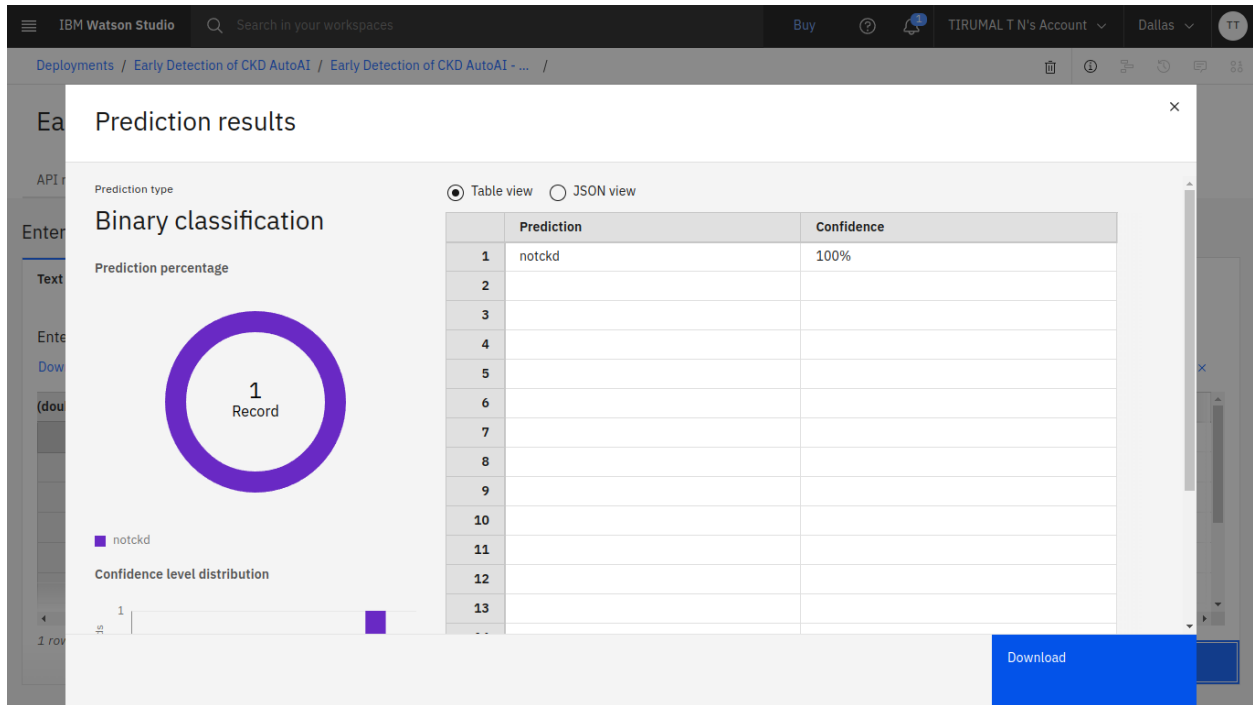 IBM Watson Studio Search in your workspaces Buy 1 TIRUMAL T N's Account Dallas TT
Deployments / Early Detection of CKD AutoAI / Early Detection of CKD AutoAI - ... /
Ea
Prediction results
API r
Prediction type
Table view JSON view
Binary classification
Enter
Prediction Confidence
1 notckd 100%
Prediction percentage
Text
2
3
Ente
4
Dow
5
1
Record
(dou
6
7
8
9
10
notckd
11
Confidence level distribution
12
1
13
1 row
Download